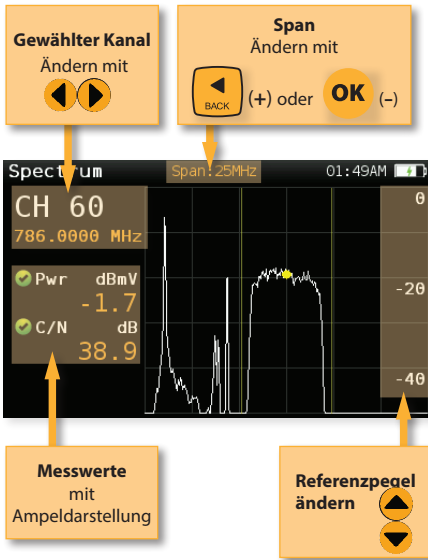 Gewählter Kanal
Ändern mit
Span
Ändern mit
BACK (+) oder OK (–)
Spectrum Span:25MHz 01:49AM
CH 60
786.0000 MHz
Pwr dBmV
-1.7
C/N dB
38.9
0
-20
-40
Messwerte
mit
Ampeldarstellung
Referenzpegel
ändern